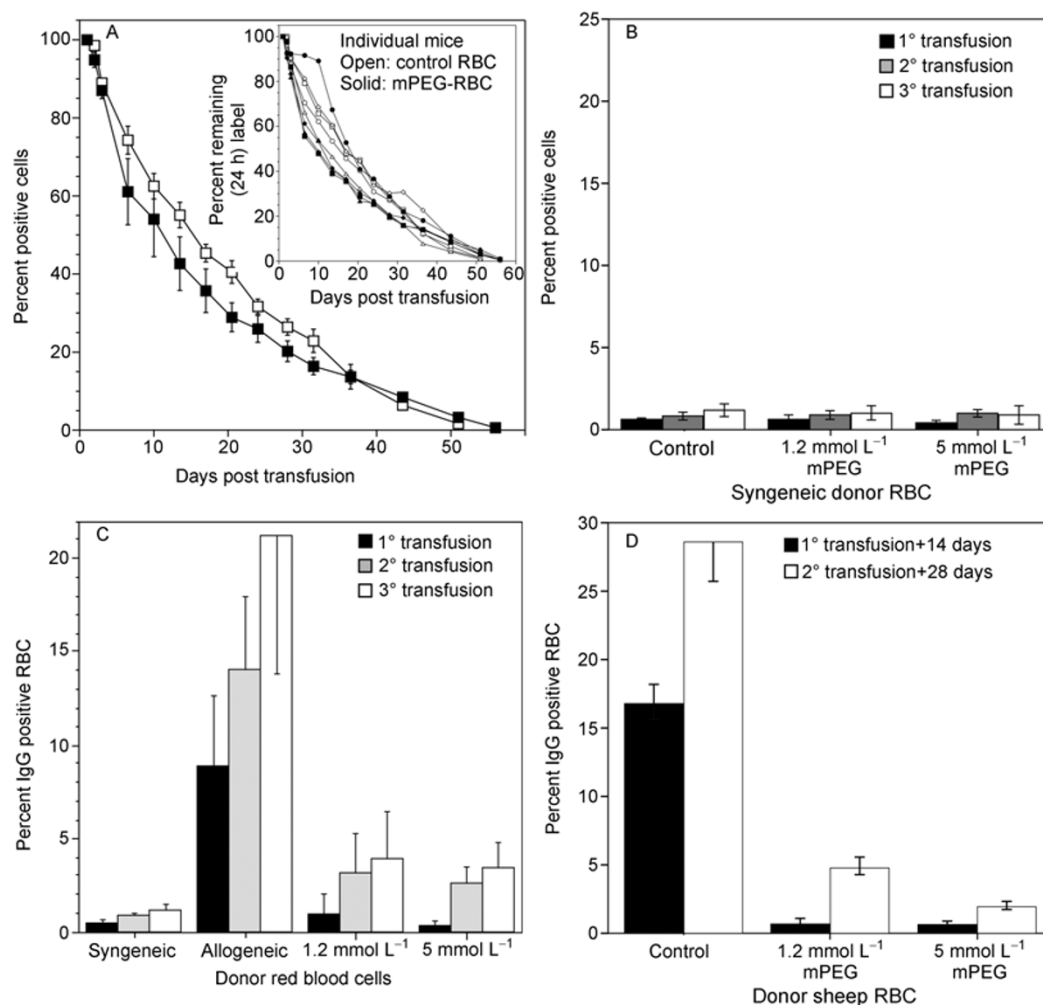 A
Percent positive cells
100
80
60
40
20
0
0
10
20
30
40
50
Days post transfusion
Individual mice
Open: control RBC
Solid: mPEG-RBC
Percent remaining
(24 h) label
100
80
60
40
20
0
0
10
20
30
40
50
60
Days post transfusion
B
1° transfusion
2° transfusion
3° transfusion
Percent positive cells
25
20
15
10
5
0
Control
1.2 mmol L⁻¹
mPEG
5 mmol L⁻¹
mPEG
Syngeneic donor RBC
C
1° transfusion
2° transfusion
3° transfusion
Percent IgG positive RBC
20
15
10
5
0
Syngeneic
Allogeneic
1.2 mmol L⁻¹
5 mmol L⁻¹
Donor red blood cells
D
1° transfusion+14 days
2° transfusion+28 days
Percent IgG positive RBC
30
25
20
15
10
5
0
Control
1.2 mmol L⁻¹
mPEG
5 mmol L⁻¹
mPEG
Donor sheep RBC